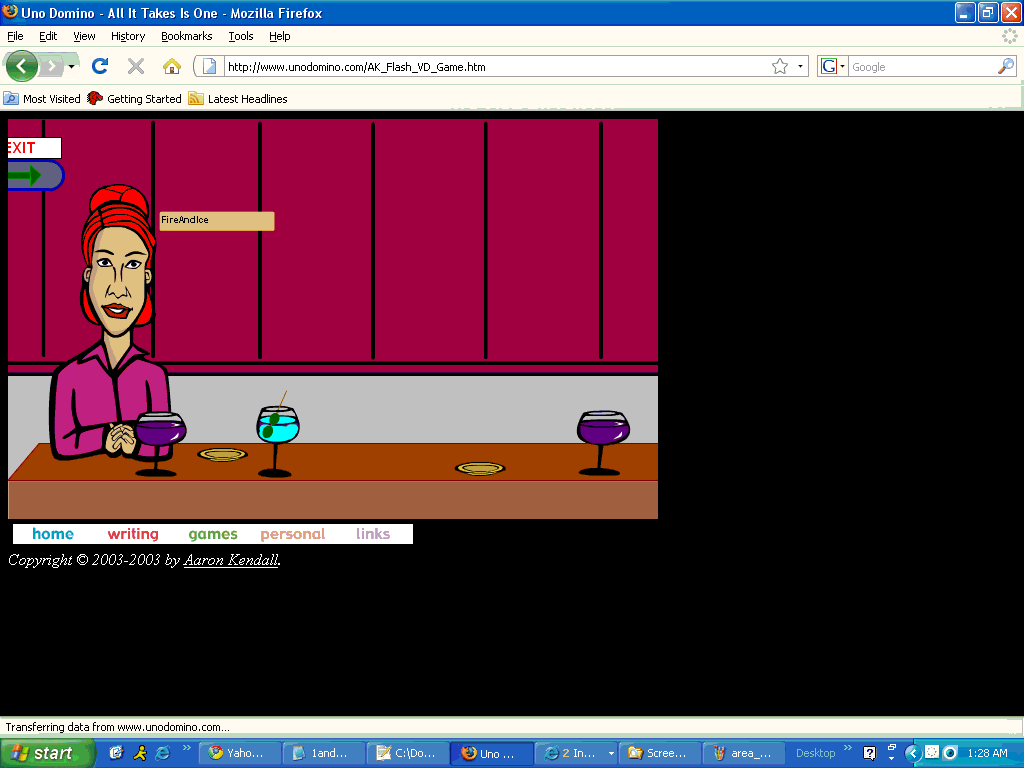 Uno Domino - All It Takes Is One - Mozilla Firefox
File Edit View History Bookmarks Tools Help
http://www.unodomino.com/AK_Flash_VD_Game.htm
G Google
Most Visited Getting Started Latest Headlines
EXIT
FireAndIce
home writing games personal links
Copyright © 2003-2003 by Aaron Kendall.
Transferring data from www.unodomino.com...
start Yaho... 1and... C:\Do... Uno ... 2 In... Scree... area_... Desktop 1:28 AM